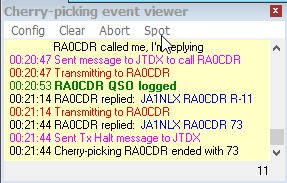 Cherry-picking event viewer
Config Clear Abort Spot
RA0CDR called me, I'm replying
00:20:47 Sent message to JTDX to call RA0CDR
00:20:47 Transmitting to RA0CDR
00:20:53 RA0CDR QSO logged
00:21:14 RA0CDR replied: JA1NLX RA0CDR R-11
00:21:14 Transmitting to RA0CDR
00:21:44 RA0CDR replied: JA1NLX RA0CDR 73
00:21:44 Sent Tx Halt message to JTDX
00:21:44 Cherry-picking RA0CDR ended with 73
11